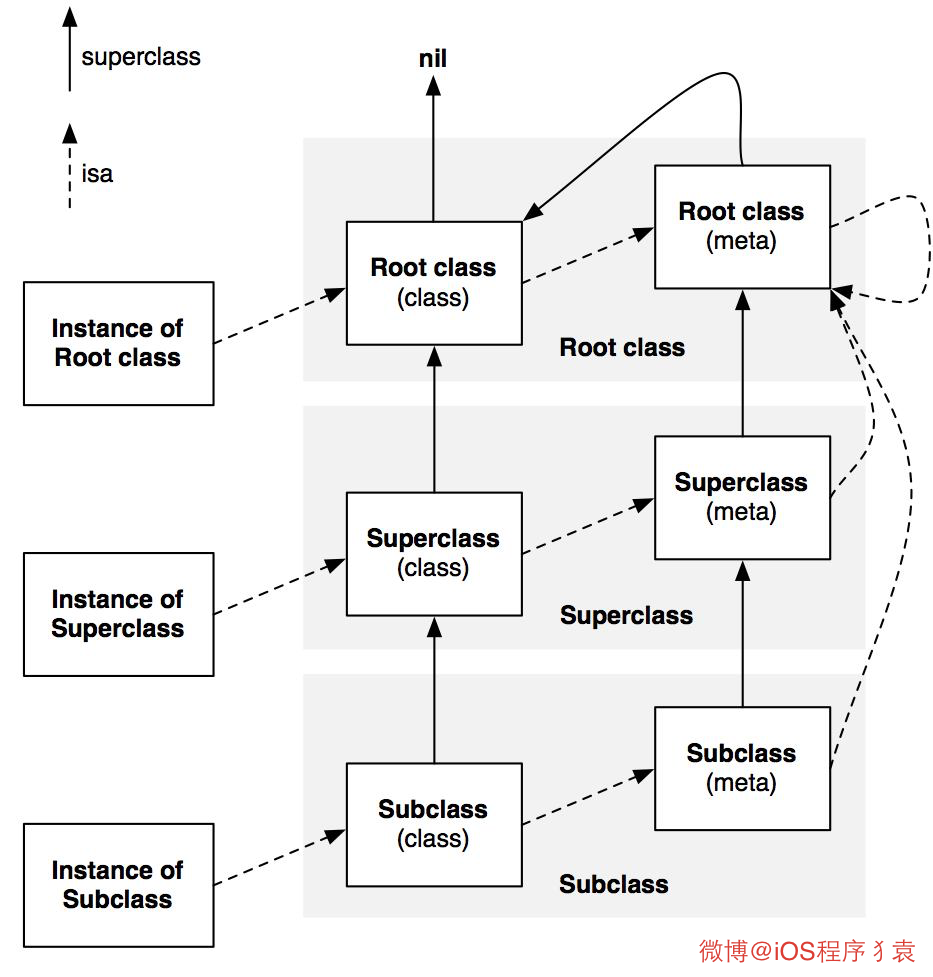 superclass
isa
nil
Root class
(meta)
Root class
(class)
Instance of
Root class
Root class
Superclass
(meta)
Superclass
(class)
Instance of
Superclass
Superclass
Subclass
(meta)
Subclass
(class)
Instance of
Subclass
Subclass
微博@iOS程序犭袁